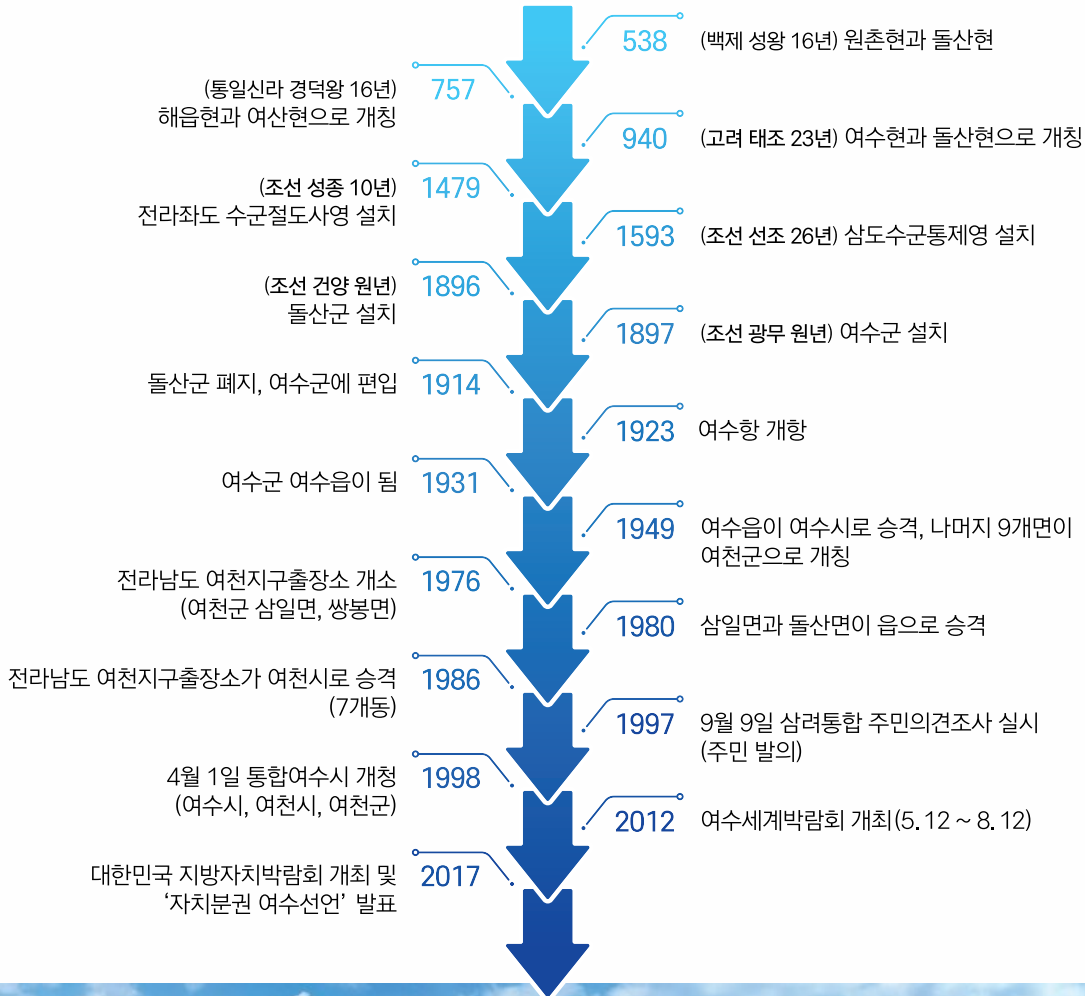 538 (백제 성왕 16년) 원촌현과 돌산현
(통일신라 경덕왕 16년) 757
해읍현과 여산현으로 개칭
940 (고려 태조 23년) 여수현과 돌산현으로 개칭
(조선 성종 10년) 1479
전라좌도 수군절도사영 설치
1593 (조선 선조 26년) 삼도수군통제영 설치
(조선 건양 원년) 1896
돌산군 설치
1897 (조선 광무 원년) 여수군 설치
돌산군 폐지, 여수군에 편입 1914
1923 여수항 개항
여수군 여수읍이 됨 1931
1949 여수읍이 여수시로 승격, 나머지 9개면이
여천군으로 개칭
전라남도 여천지구출장소 개소 1976
(여천군 삼일면, 쌍봉면)
1980 삼일면과 돌산면이 읍으로 승격
전라남도 여천지구출장소가 여천시로 승격 1986
(7개동)
1997 9월 9일 삼려통합 주민의견조사 실시
(주민 발의)
4월 1일 통합여수시 개청 1998
(여수시, 여천시, 여천군)
2012 여수세계박람회 개최(5. 12 ~ 8. 12)
대한민국 지방자치박람회 개최 및 2017
‘자치분권 여수선언’ 발표